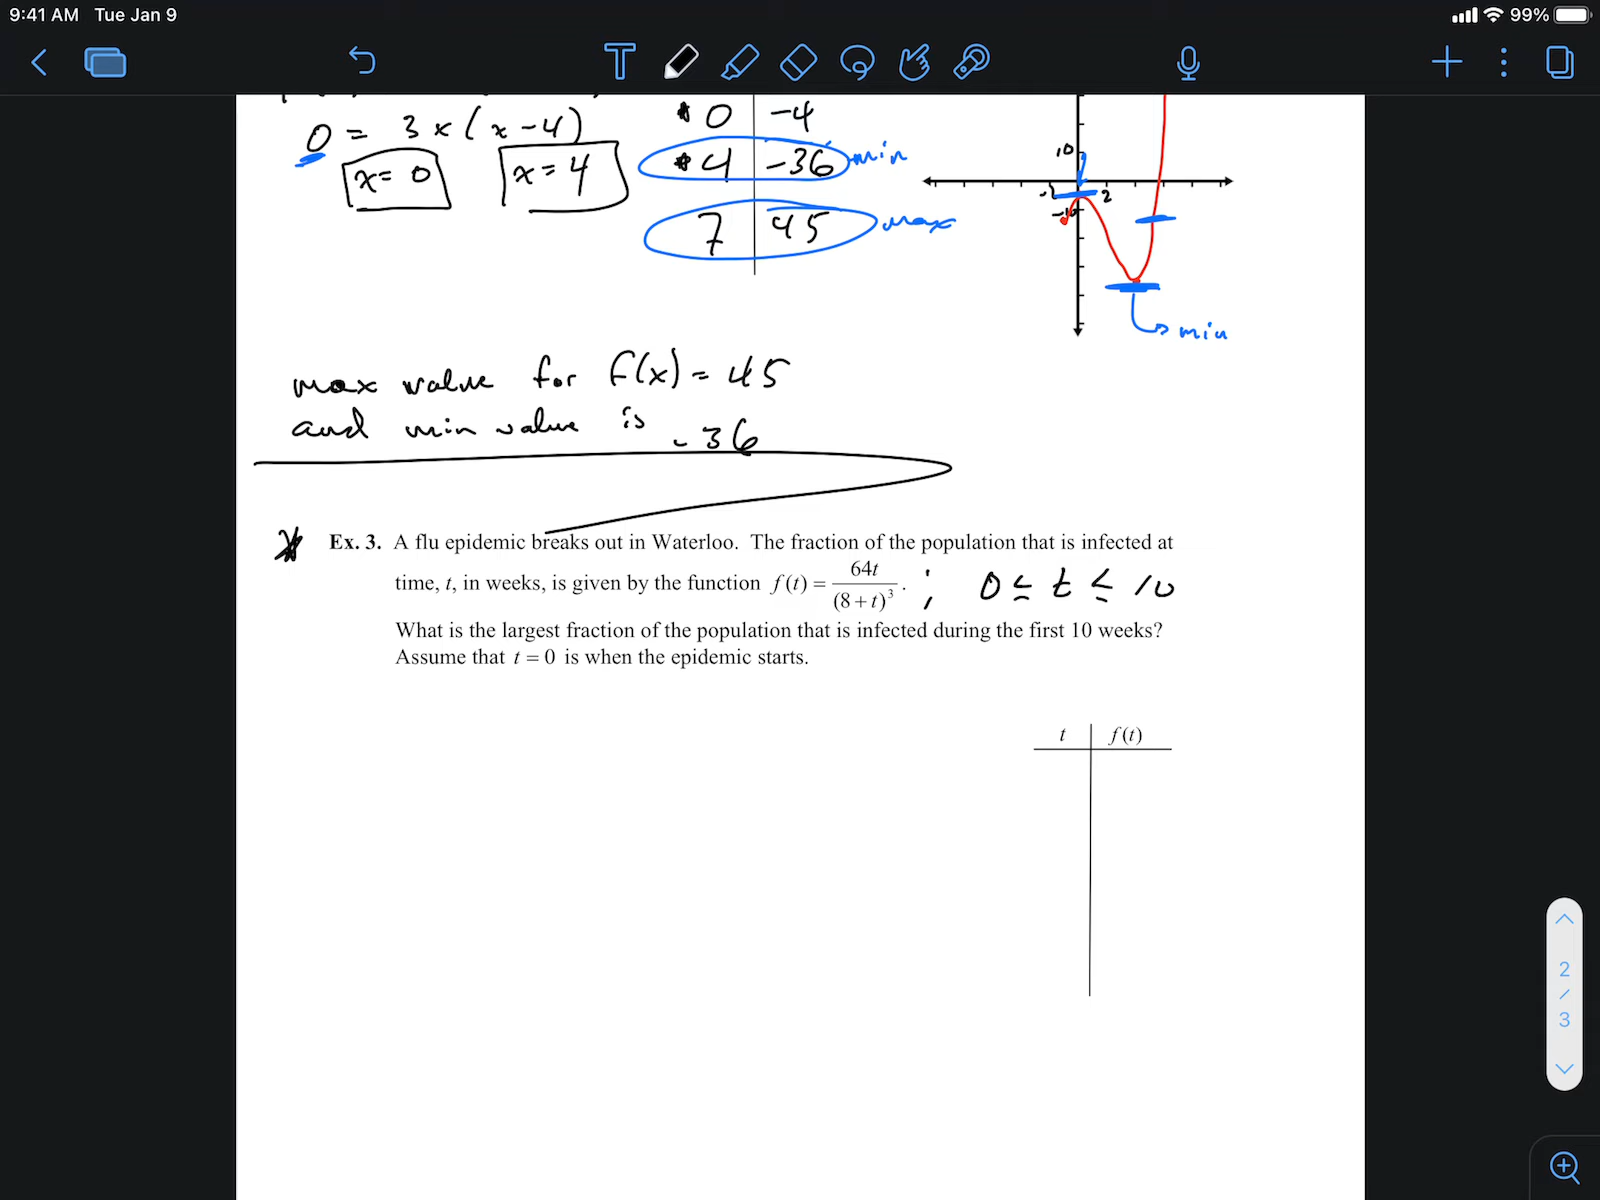 9:41 AM Tue Jan 9
99%
0 = 3x(x-4)
x = 0
x = 4
0 -4
4 -36 min
7 45 max
10
-2 2
-10
min
max value for f(x) = 45
and min value is -36
Ex. 3. A flu epidemic breaks out in Waterloo. The fraction of the population that is infected at
time, t, in weeks, is given by the function f(t) = 64t/(8+t)³ . ; 0 ≤ t ≤ 10
What is the largest fraction of the population that is infected during the first 10 weeks?
Assume that t = 0 is when the epidemic starts.
t f(t)
2
/
3